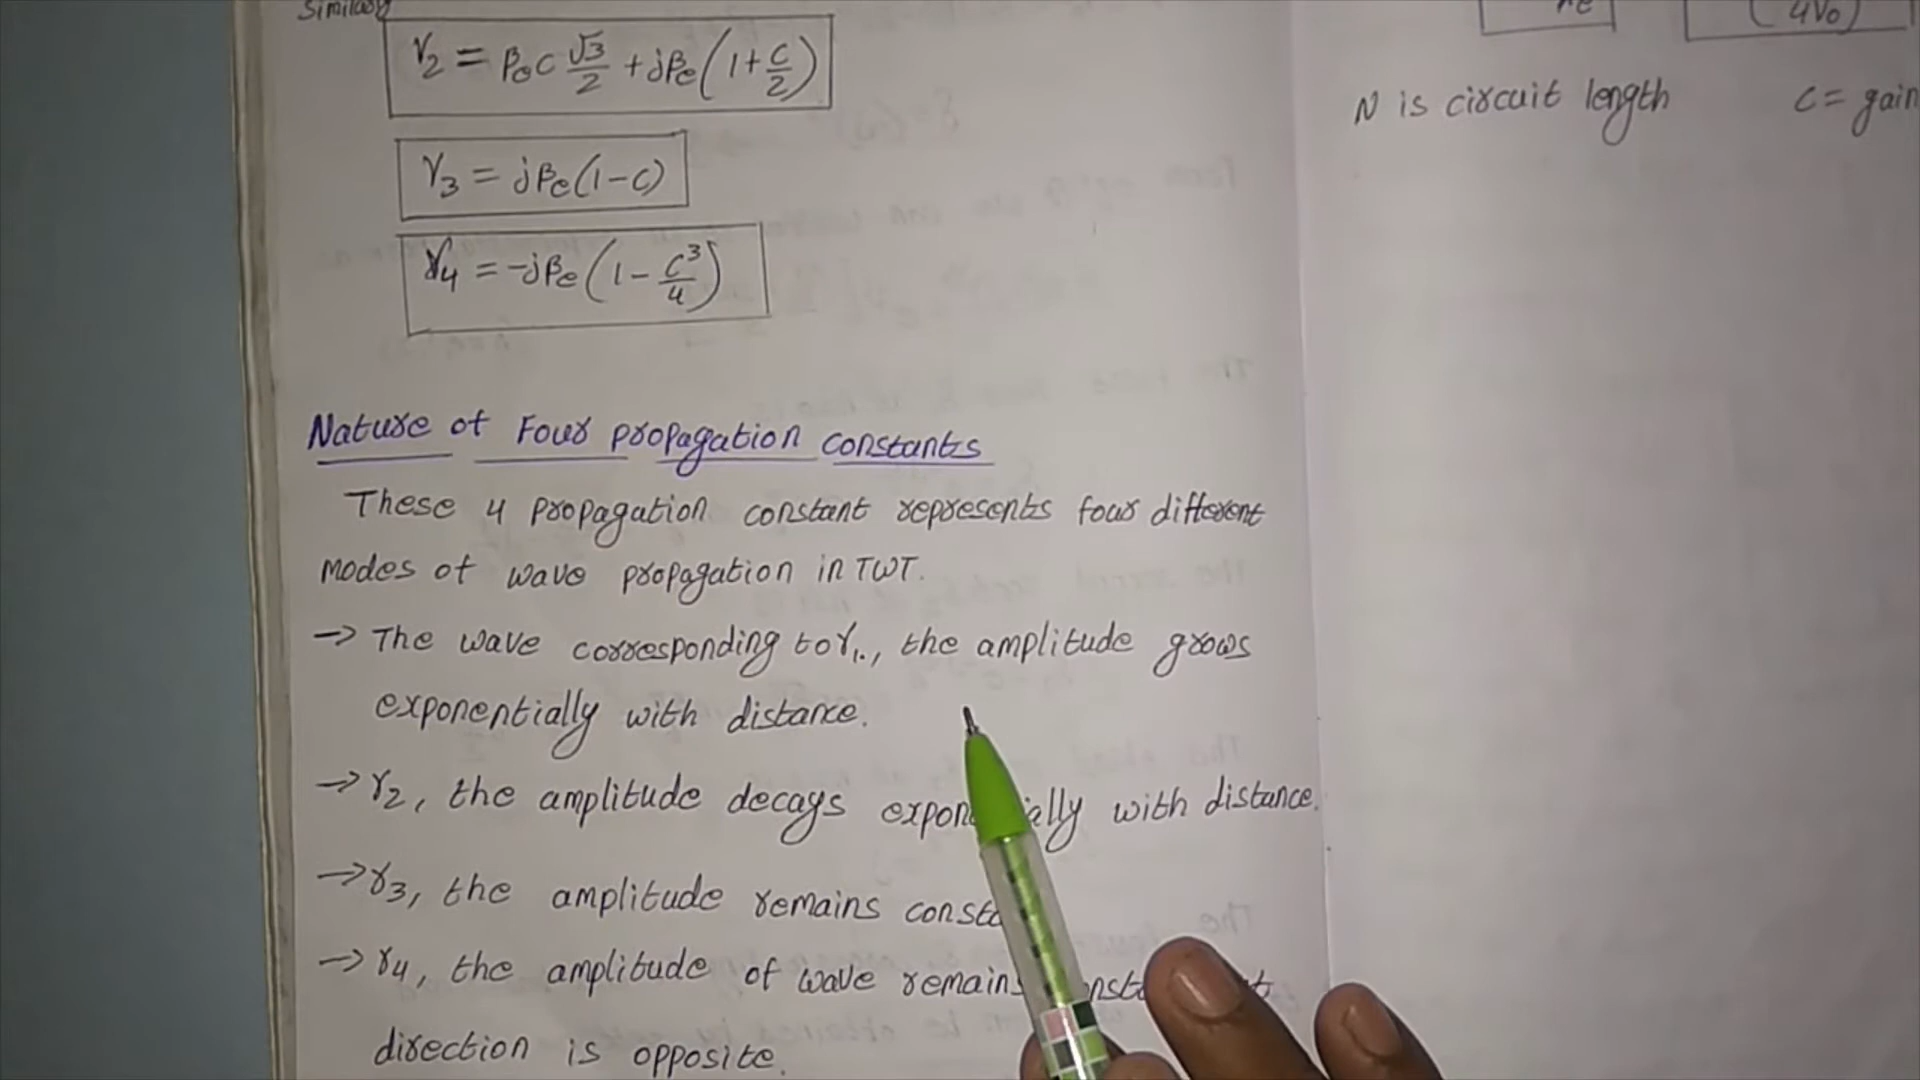 Similarly
γ₂ = βₑc √3/2 + jβₑ(1 + c/2)
γ₃ = jβₑ(1-c)
γ₄ = -jβₑ(1 - c³/4)
Nature of Four propagation constants
These 4 propagation constant represents four different
modes of wave propagation in TWT.
→ The wave corresponding to γ₁., the amplitude grows
exponentially with distance.
→ γ₂, the amplitude decays exponentially with distance.
→ γ₃, the amplitude remains
→ γ₄, the amplitude of wave remains
direction is opposite.
(4V₀)
N is circuit length c = gain